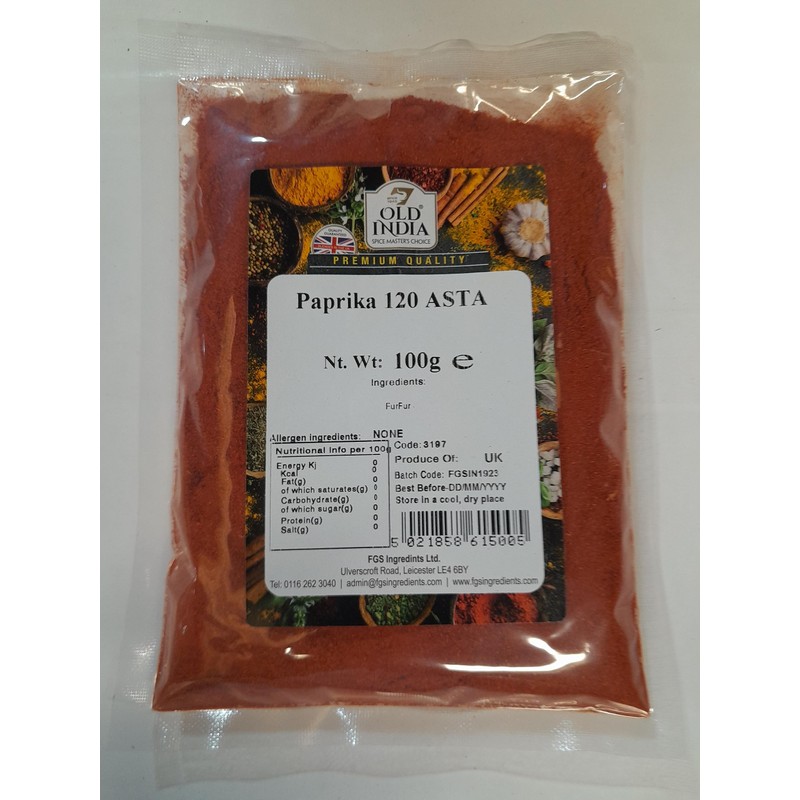 OLD
INDIA®
SPICE MASTER'S CHOICE
QUALITY
GUARANTEED
PREMIUM QUALITY
Paprika 120 ASTA
Nt. Wt: 100g e
Ingredients:
FurFur
Allergen ingredients: NONE
Nutritional Info per 100g
Energy Kj 0
Kcal 0
Fat(g) 0
of which saturates(g) 0
Carbohydrate(g) 0
of which sugar(g) 0
Protein(g) 0
Salt(g) 0
Code: 3197
Produce Of: UK
Batch Code: FGSIN1923
Best Before-DD/MM/YYYY
Store in a cool, dry place
5 021858 615005
FGS Ingredints Ltd.
Ulverscroft Road, Leicester LE4 6BY
Tel: 0116 262 3040 | admin@fgsingredients.com | www.fgsingredients.com